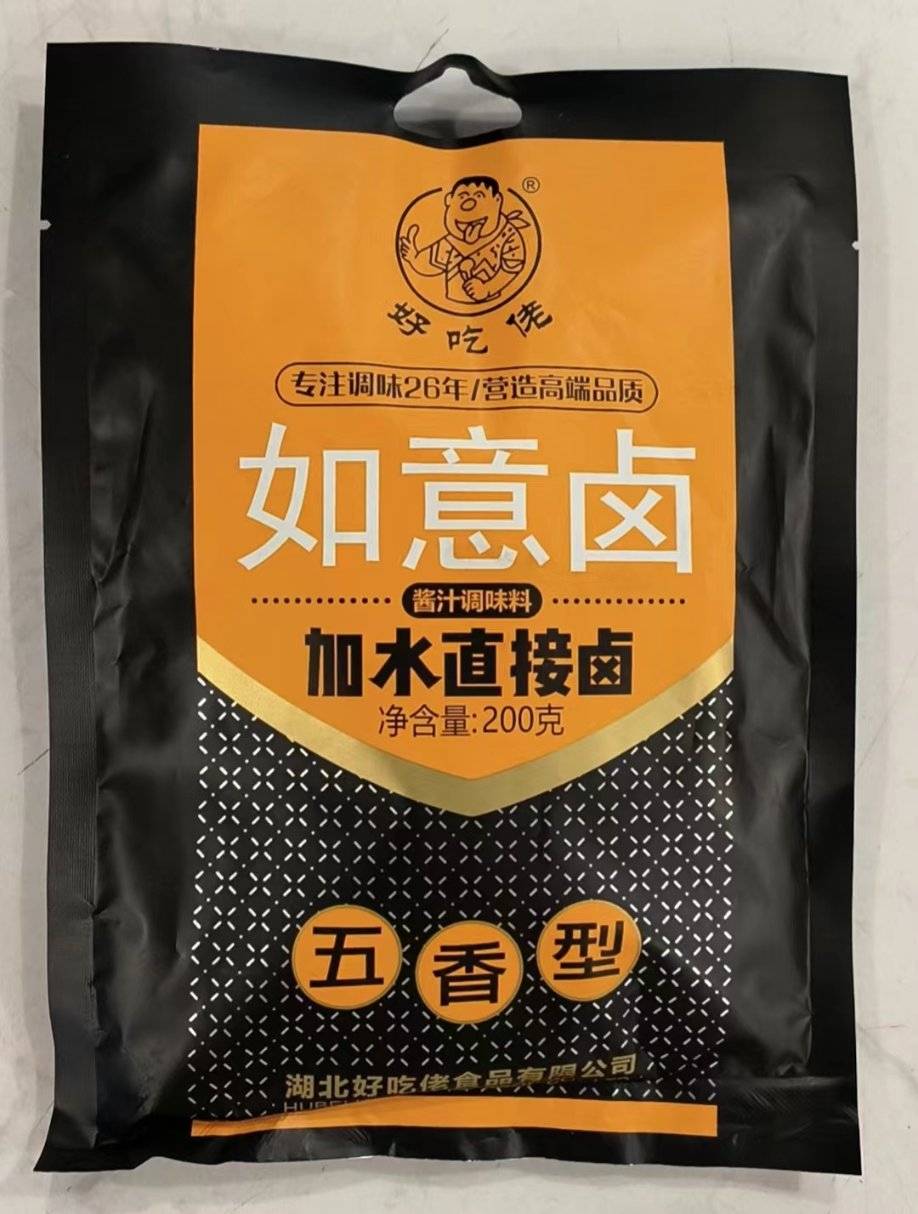 ®
好吃佬
专注调味26年/营造高端品质
如意卤
酱汁调味料
加水直接卤
净含量:200克
五香型
湖北好吃佬食品有限公司